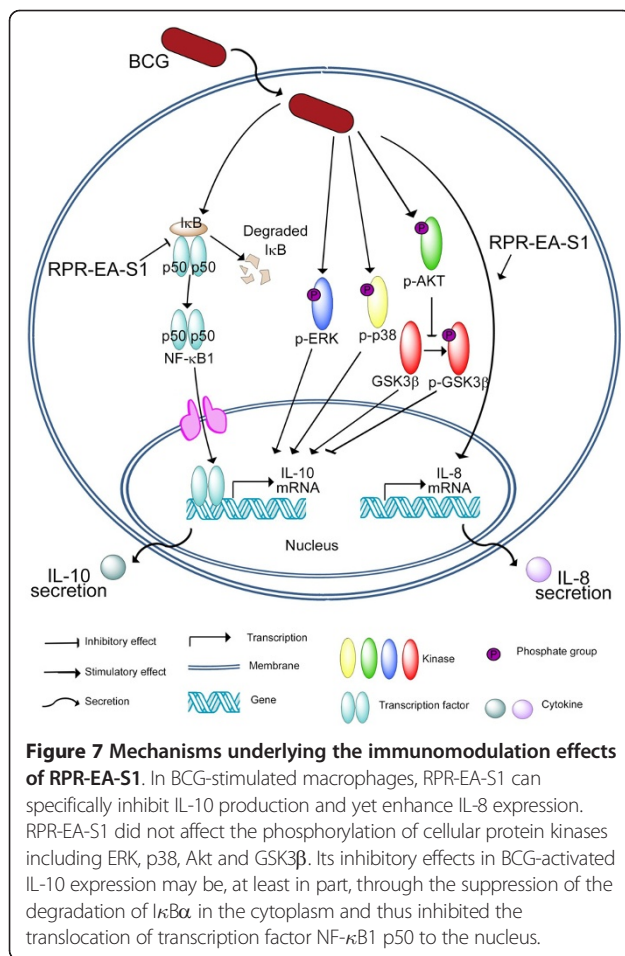 BCG
IκB
Degraded
IκB
RPR-EA-S1
p50 p50
p50 p50
NF-κB1
P
p-ERK
P
p-p38
P
p-AKT
RPR-EA-S1
GSK3β
P
p-GSK3β
IL-10
mRNA
IL-8
mRNA
Nucleus
IL-10
secretion
IL-8
secretion
Inhibitory effect
Transcription
Kinase
P
Phosphate group
Stimulatory effect
Membrane
Secretion
Gene
Transcription factor
Cytokine
Figure 7 Mechanisms underlying the immunomodulation effects
of RPR-EA-S1. In BCG-stimulated macrophages, RPR-EA-S1 can
specifically inhibit IL-10 production and yet enhance IL-8 expression.
RPR-EA-S1 did not affect the phosphorylation of cellular protein kinases
including ERK, p38, Akt and GSK3β. Its inhibitory effects in BCG-activated
IL-10 expression may be, at least in part, through the suppression of the
degradation of IκBα in the cytoplasm and thus inhibited the
translocation of transcription factor NF-κB1 p50 to the nucleus.